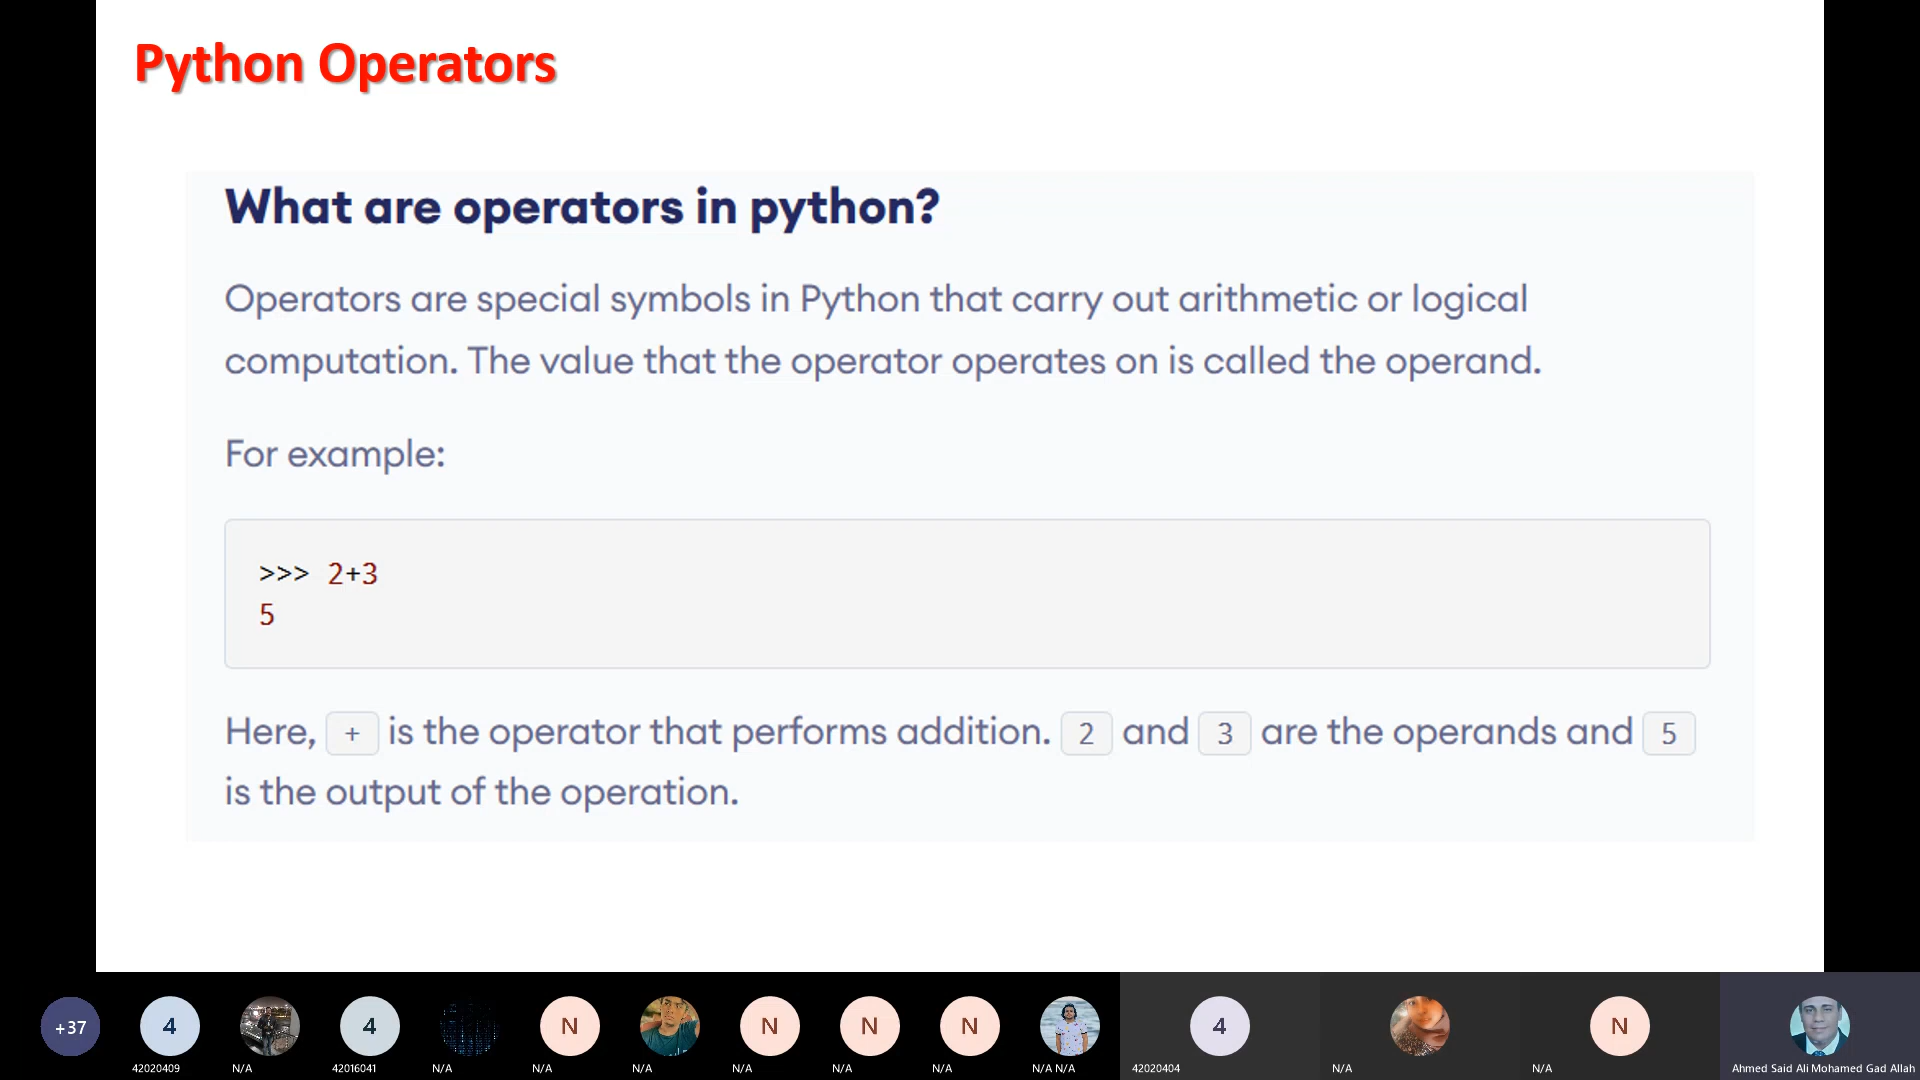 Python Operators
What are operators in python?
Operators are special symbols in Python that carry out arithmetic or logical
computation. The value that the operator operates on is called the operand.
For example:
>>> 2+3
5
Here, + is the operator that performs addition. 2 and 3 are the operands and 5
is the output of the operation.
+37 4 4 N N N N 4 N
42020409 N/A 42016041 N/A N/A N/A N/A N/A N/A N/A N/A 42020404 N/A N/A Ahmed Said Ali Mohamed Gad Allah